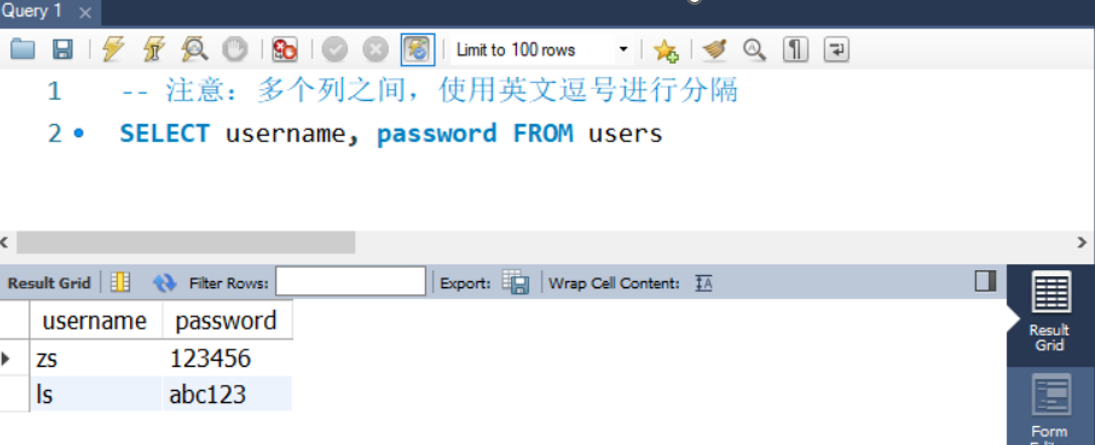 Query 1 ×
Limit to 100 rows
1 -- 注意：多个列之间，使用英文逗号进行分隔
2 SELECT username, password FROM users
Result Grid Filter Rows: Export: Wrap Cell Content: IA
username password
zs 123456
ls abc123
Result
Grid
Form